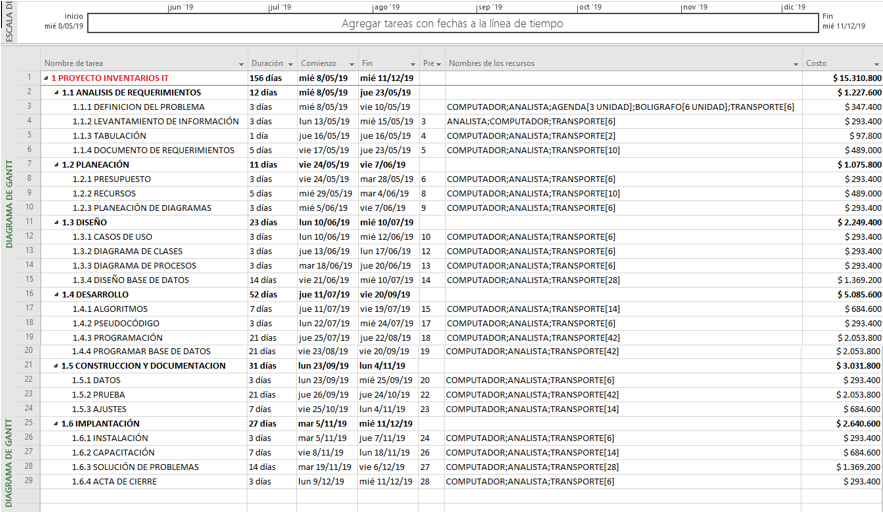 ESCALA DE
jun '19 jul '19 ago '19 sep '19 oct '19 nov '19 dic '19
Inicio
mié 8/05/19
Agregar tareas con fechas a la línea de tiempo
Fin
mié 11/12/19
Nombre de tarea Duración Comienzo Fin Pre Nombres de los recursos Costo
1 1 PROYECTO INVENTARIOS IT 156 días mié 8/05/19 mié 11/12/19 $ 15.310.800
2 1.1 ANALISIS DE REQUERIMIENTOS 12 días mié 8/05/19 jue 23/05/19 $ 1.227.600
3 1.1.1 DEFINICION DEL PROBLEMA 3 días mié 8/05/19 vie 10/05/19 COMPUTADOR;ANALISTA;AGENDA[3 UNIDAD];BOLIGRAFO[6 UNIDAD];TRANSPORTE[6] $ 347.400
4 1.1.2 LEVANTAMIENTO DE INFORMACIÓN 3 días lun 13/05/19 mié 15/05/19 3 ANALISTA;COMPUTADOR;TRANSPORTE[6] $ 293.400
5 1.1.3 TABULACIÓN 1 día jue 16/05/19 jue 16/05/19 4 COMPUTADOR;ANALISTA;TRANSPORTE[2] $ 97.800
6 1.1.4 DOCUMENTO DE REQUERIMIENTOS 5 días vie 17/05/19 jue 23/05/19 5 COMPUTADOR;ANALISTA;TRANSPORTE[10] $ 489.000
7 1.2 PLANEACIÓN 11 días vie 24/05/19 vie 7/06/19 $ 1.075.800
8 1.2.1 PRESUPUESTO 3 días vie 24/05/19 mar 28/05/19 6 COMPUTADOR;ANALISTA;TRANSPORTE[6] $ 293.400
9 1.2.2 RECURSOS 5 días mié 29/05/19 mar 4/06/19 8 COMPUTADOR;ANALISTA;TRANSPORTE[10] $ 489.000
10 1.2.3 PLANEACIÓN DE DIAGRAMAS 3 días mié 5/06/19 vie 7/06/19 9 COMPUTADOR;ANALISTA;TRANSPORTE[6] $ 293.400
11 1.3 DISEÑO 23 días lun 10/06/19 mié 10/07/19 $ 2.249.400
12 1.3.1 CASOS DE USO 3 días lun 10/06/19 mié 12/06/19 10 COMPUTADOR;ANALISTA;TRANSPORTE[6] $ 293.400
13 1.3.2 DIAGRAMA DE CLASES 3 días jue 13/06/19 lun 17/06/19 12 COMPUTADOR;ANALISTA;TRANSPORTE[6] $ 293.400
14 1.3.3 DIAGRAMA DE PROCESOS 3 días mar 18/06/19 jue 20/06/19 13 COMPUTADOR;ANALISTA;TRANSPORTE[6] $ 293.400
15 1.3.4 DISEÑO BASE DE DATOS 14 días vie 21/06/19 mié 10/07/19 14 COMPUTADOR;ANALISTA;TRANSPORTE[28] $ 1.369.200
16 1.4 DESARROLLO 52 días jue 11/07/19 vie 20/09/19 $ 5.085.600
17 1.4.1 ALGORITMOS 7 días jue 11/07/19 vie 19/07/19 15 COMPUTADOR;ANALISTA;TRANSPORTE[14] $ 684.600
18 1.4.2 PSEUDOCÓDIGO 3 días lun 22/07/19 mié 24/07/19 17 COMPUTADOR;ANALISTA;TRANSPORTE[6] $ 293.400
19 1.4.3 PROGRAMACIÓN 21 días jue 25/07/19 jue 22/08/19 18 COMPUTADOR;ANALISTA;TRANSPORTE[42] $ 2.053.800
20 1.4.4 PROGRAMAR BASE DE DATOS 21 días vie 23/08/19 vie 20/09/19 19 COMPUTADOR;ANALISTA;TRANSPORTE[42] $ 2.053.800
21 1.5 CONSTRUCCION Y DOCUMENTACION 31 días lun 23/09/19 lun 4/11/19 $ 3.031.800
22 1.5.1 DATOS 3 días lun 23/09/19 mié 25/09/19 20 COMPUTADOR;ANALISTA;TRANSPORTE[6] $ 293.400
23 1.5.2 PRUEBA 21 días jue 26/09/19 jue 24/10/19 22 COMPUTADOR;ANALISTA;TRANSPORTE[42] $ 2.053.800
24 1.5.3 AJUSTES 7 días vie 25/10/19 lun 4/11/19 23 COMPUTADOR;ANALISTA;TRANSPORTE[14] $ 684.600
25 1.6 IMPLANTACIÓN 27 días mar 5/11/19 mié 11/12/19 $ 2.640.600
26 1.6.1 INSTALACIÓN 3 días mar 5/11/19 jue 7/11/19 24 COMPUTADOR;ANALISTA;TRANSPORTE[6] $ 293.400
27 1.6.2 CAPACITACIÓN 7 días vie 8/11/19 lun 18/11/19 26 COMPUTADOR;ANALISTA;TRANSPORTE[14] $ 684.600
28 1.6.3 SOLUCIÓN DE PROBLEMAS 14 días mar 19/11/19 vie 6/12/19 27 COMPUTADOR;ANALISTA;TRANSPORTE[28] $ 1.369.200
29 1.6.4 ACTA DE CIERRE 3 días lun 9/12/19 mié 11/12/19 28 COMPUTADOR;ANALISTA;TRANSPORTE[6] $ 293.400
DIAGRAMA DE GANTT
DIAGRAMA DE GANTT